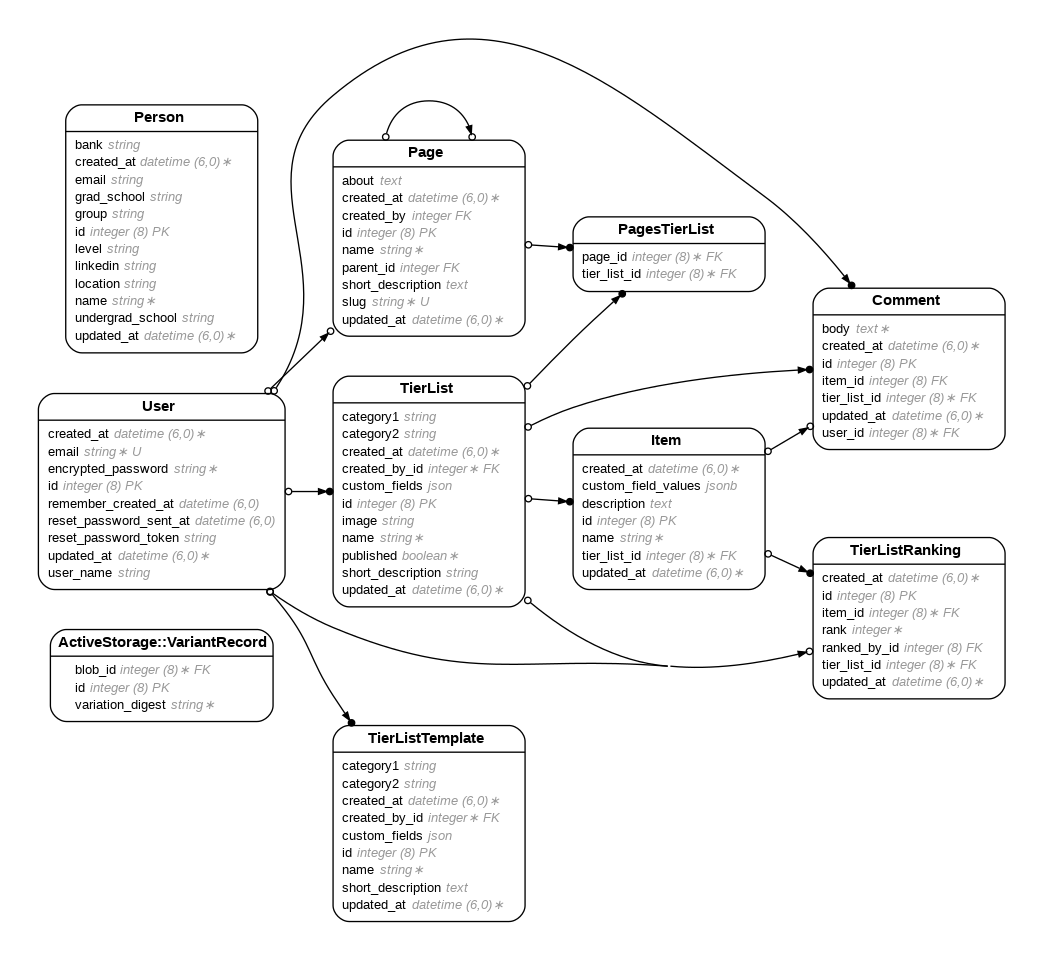 Person
bank string
created_at datetime (6,0)∗
email string
grad_school string
group string
id integer (8) PK
level string
linkedin string
location string
name string∗
undergrad_school string
updated_at datetime (6,0)∗
Page
about text
created_at datetime (6,0)∗
created_by integer FK
id integer (8) PK
name string∗
parent_id integer FK
short_description text
slug string∗ U
updated_at datetime (6,0)∗
PagesTierList
page_id integer (8)∗ FK
tier_list_id integer (8)∗ FK
Comment
body text∗
created_at datetime (6,0)∗
id integer (8) PK
item_id integer (8) FK
tier_list_id integer (8)∗ FK
updated_at datetime (6,0)∗
user_id integer (8)∗ FK
User
created_at datetime (6,0)∗
email string∗ U
encrypted_password string∗
id integer (8) PK
remember_created_at datetime (6,0)
reset_password_sent_at datetime (6,0)
reset_password_token string
updated_at datetime (6,0)∗
user_name string
TierList
category1 string
category2 string
created_at datetime (6,0)∗
created_by_id integer∗ FK
custom_fields json
id integer (8) PK
image string
name string∗
published boolean∗
short_description string
updated_at datetime (6,0)∗
Item
created_at datetime (6,0)∗
custom_field_values jsonb
description text
id integer (8) PK
name string∗
tier_list_id integer (8)∗ FK
updated_at datetime (6,0)∗
TierListRanking
created_at datetime (6,0)∗
id integer (8) PK
item_id integer (8)∗ FK
rank integer∗
ranked_by_id integer (8) FK
tier_list_id integer (8)∗ FK
updated_at datetime (6,0)∗
ActiveStorage::VariantRecord
blob_id integer (8)∗ FK
id integer (8) PK
variation_digest string∗
TierListTemplate
category1 string
category2 string
created_at datetime (6,0)∗
created_by_id integer∗ FK
custom_fields json
id integer (8) PK
name string∗
short_description text
updated_at datetime (6,0)∗